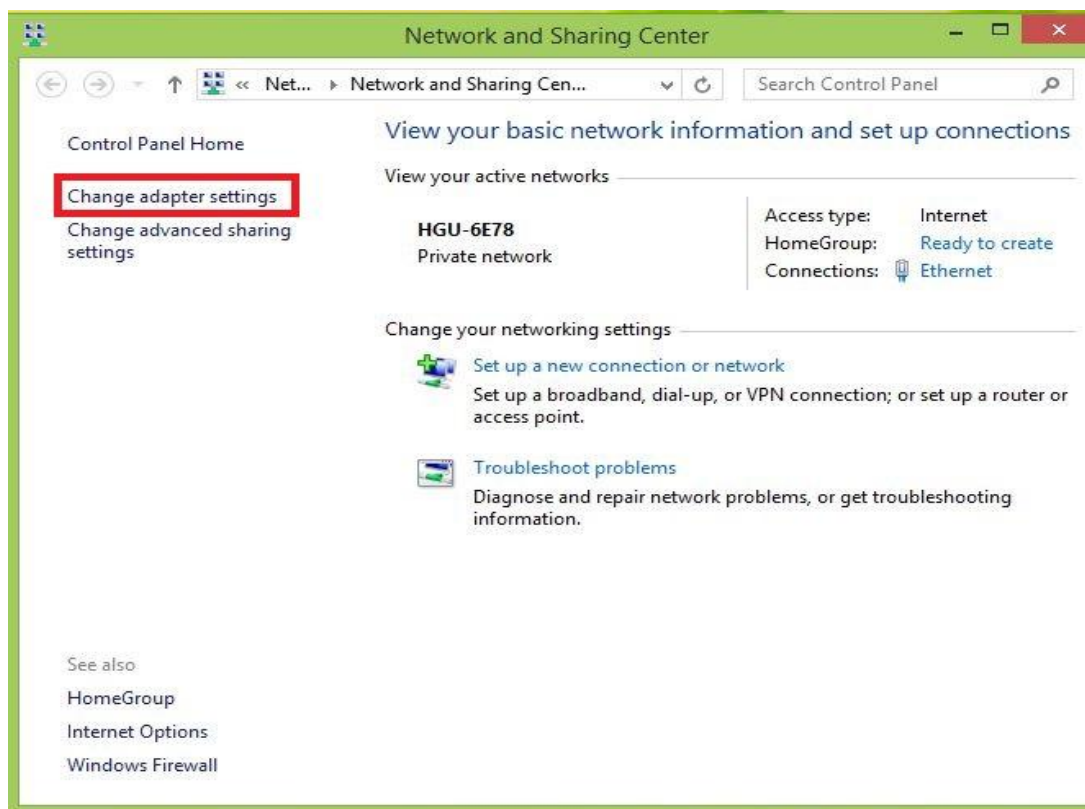 Network and Sharing Center
« Net... Network and Sharing Cen...
Search Control Panel
Control Panel Home
Change adapter settings
Change advanced sharing
settings
View your basic network information and set up connections
View your active networks
HGU-6E78
Private network
Access type: Internet
HomeGroup: Ready to create
Connections: Ethernet
Change your networking settings
Set up a new connection or network
Set up a broadband, dial-up, or VPN connection; or set up a router or
access point.
Troubleshoot problems
Diagnose and repair network problems, or get troubleshooting
information.
See also
HomeGroup
Internet Options
Windows Firewall